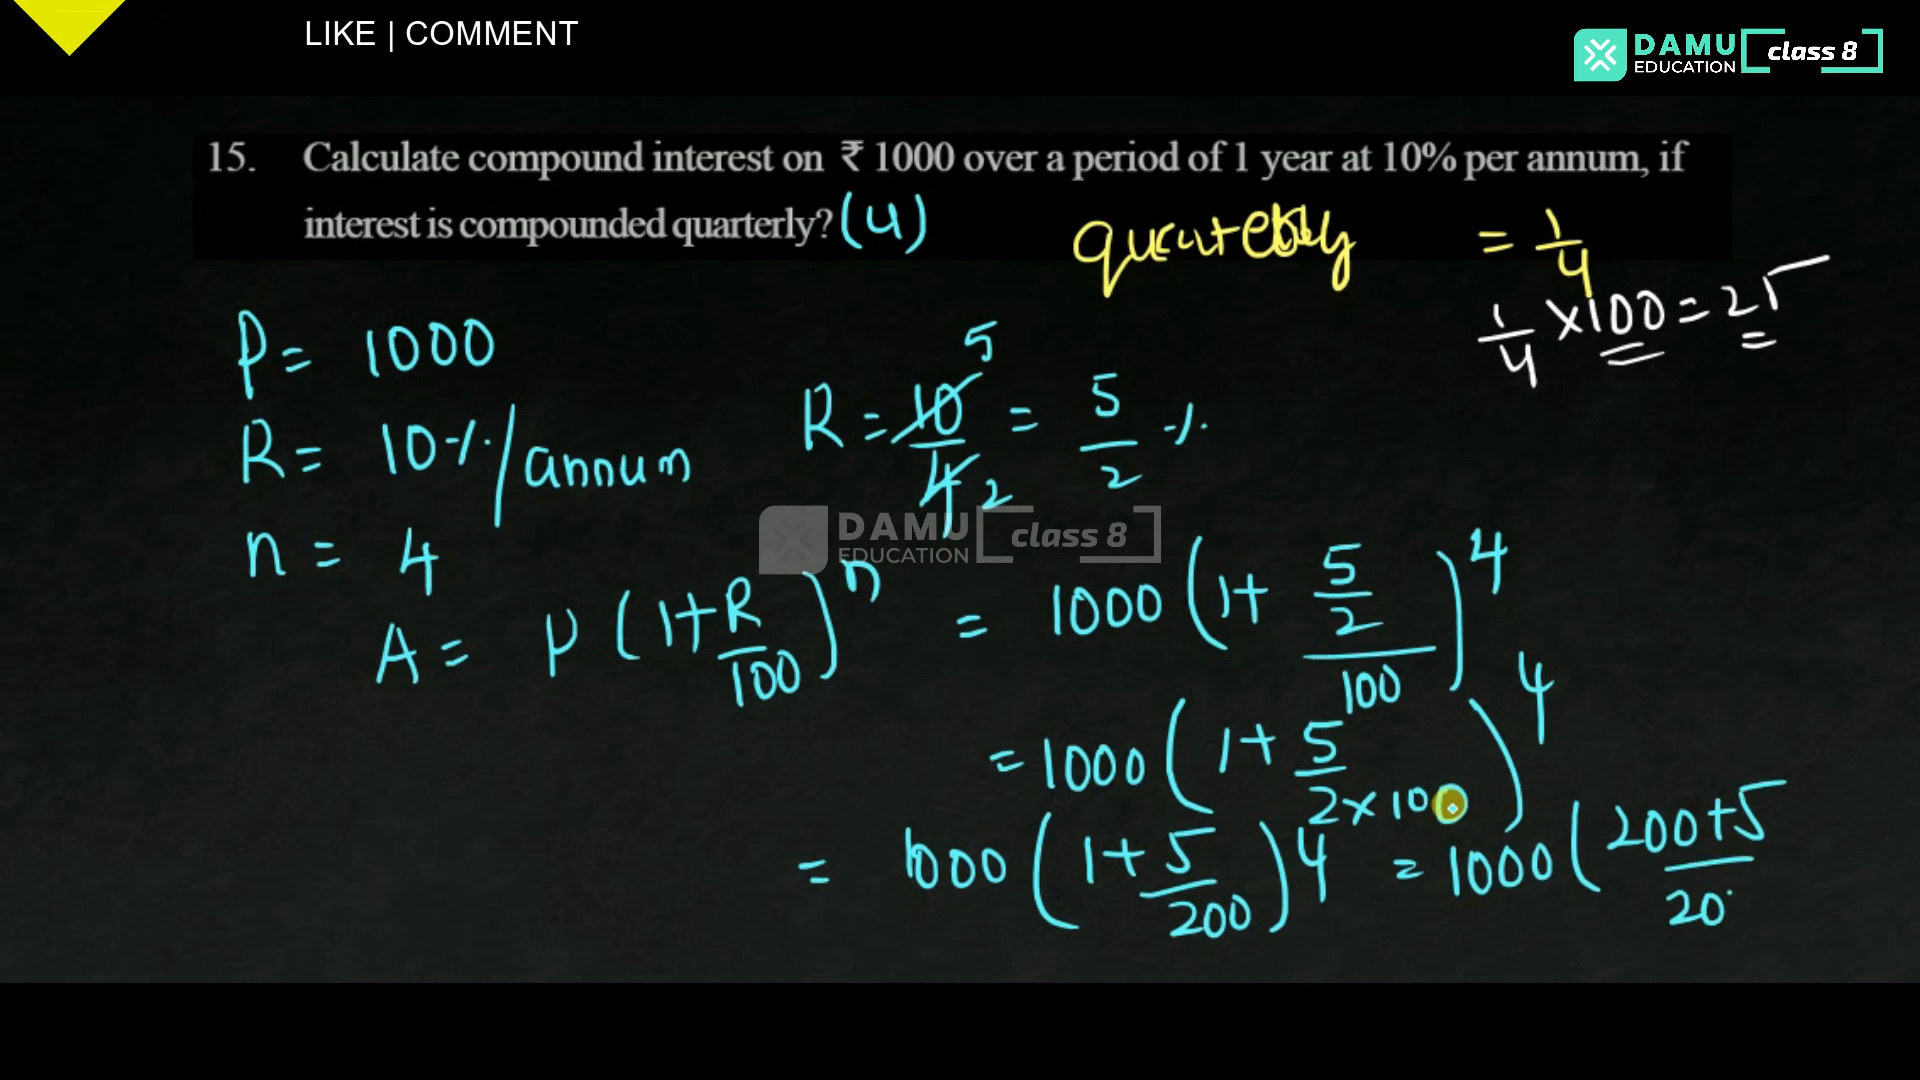 LIKE | COMMENT
DAMU EDUCATION class 8
15. Calculate compound interest on ₹ 1000 over a period of 1 year at 10% per annum, if
interest is compounded quarterly? (4)
= 1/4
1/4 × 100 = 25
P = 1000
R = 10/4 = 5/2 %
5
2
R = 10%/annum
DAMU EDUCATION class 8
n = 4
A = P (1+R/100)^n = 1000 (1+ 5/2/100)^4
= 1000 (1+ 5/2×100)^4
= 1000 (1+5/200)^4 = 1000 (200+5/20